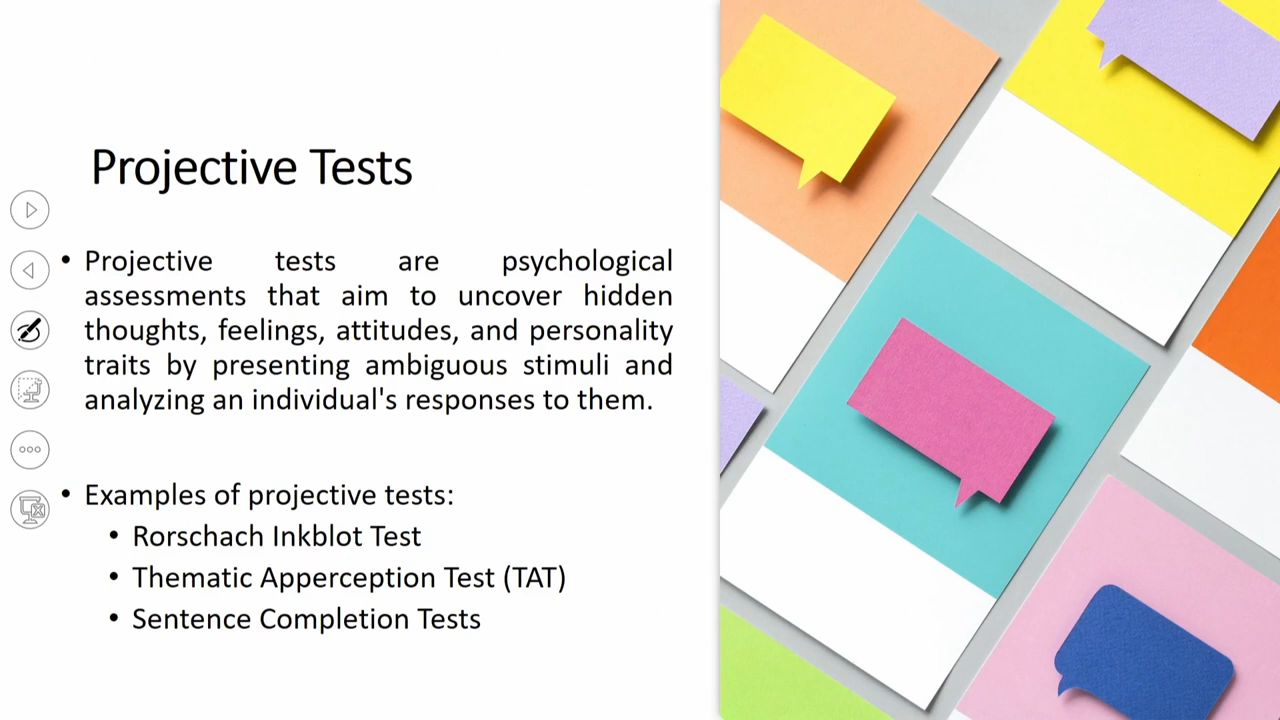 Projective Tests
• Projective tests are psychological
assessments that aim to uncover hidden
thoughts, feelings, attitudes, and personality
traits by presenting ambiguous stimuli and
analyzing an individual's responses to them.
• Examples of projective tests:
• Rorschach Inkblot Test
• Thematic Apperception Test (TAT)
• Sentence Completion Tests